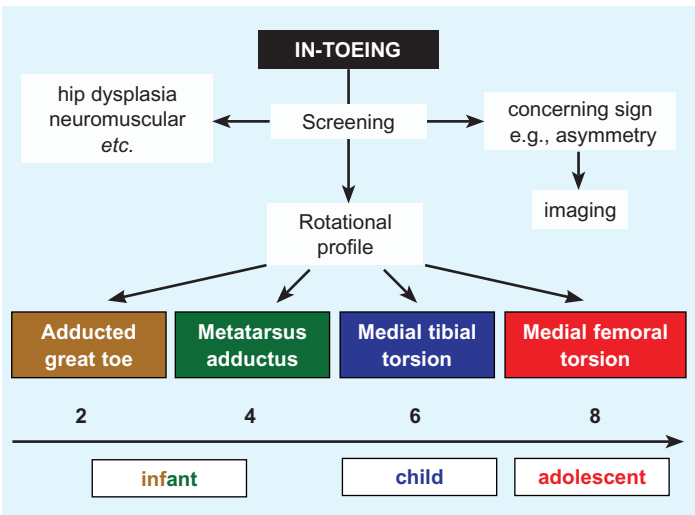 IN-TOEING
hip dysplasia
neuromuscular
etc.
Screening
concerning sign
e.g., asymmetry
imaging
Rotational
profile
Adducted
great toe
Metatarsus
adductus
Medial tibial
torsion
Medial femoral
torsion
2 4 6 8
infant child adolescent